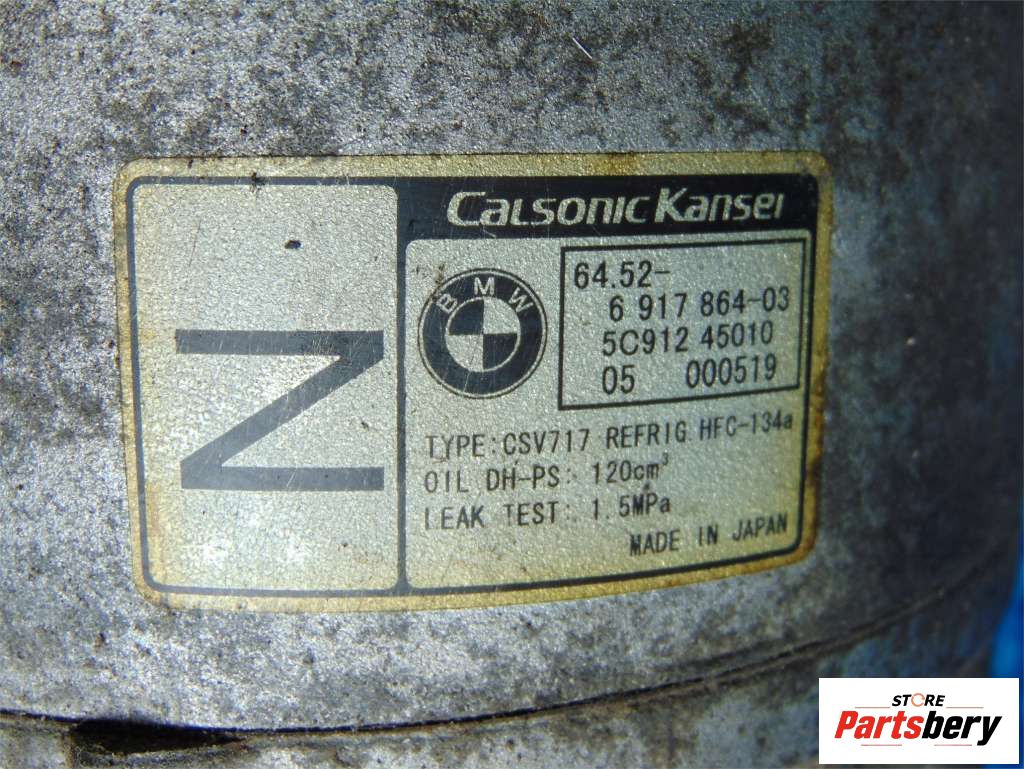 Z
CALSONIC KANSEI
BMW
64.52-
6 917 864-03
5C912 45010
05 000519
TYPE:CSV717 REFRIG HFC-134a
OIL DH-PS: 120cm³
LEAK TEST: 1.5MPa
MADE IN JAPAN
STORE
Partsbery